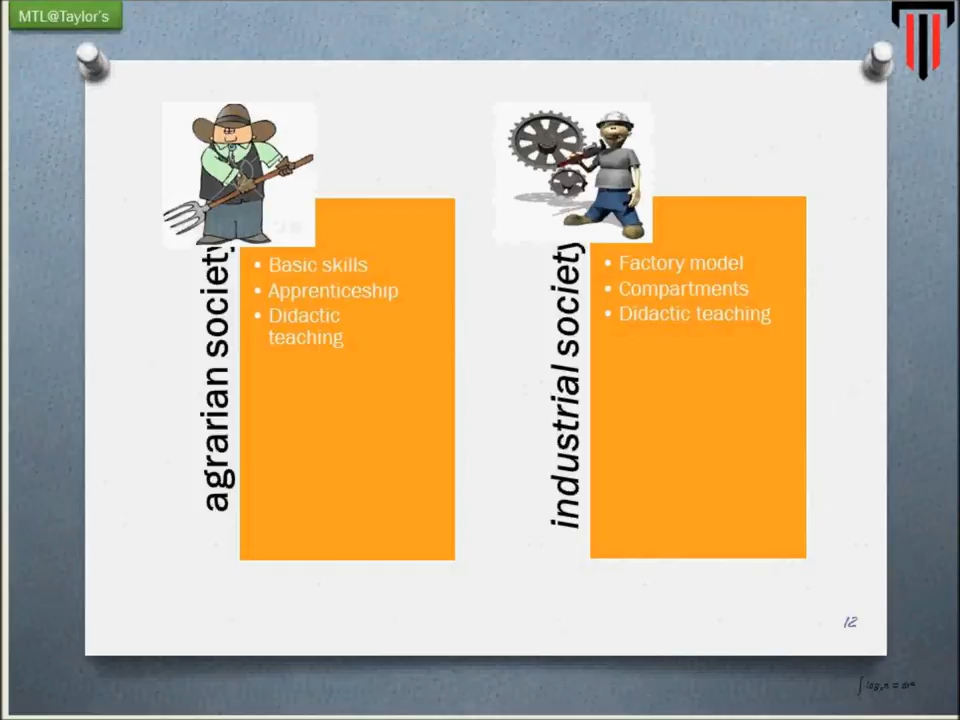 MTL@Taylor's
agrarian society
• Basic skills
• Apprenticeship
• Didactic
teaching
industrial society
• Factory model
• Compartments
• Didactic teaching
12